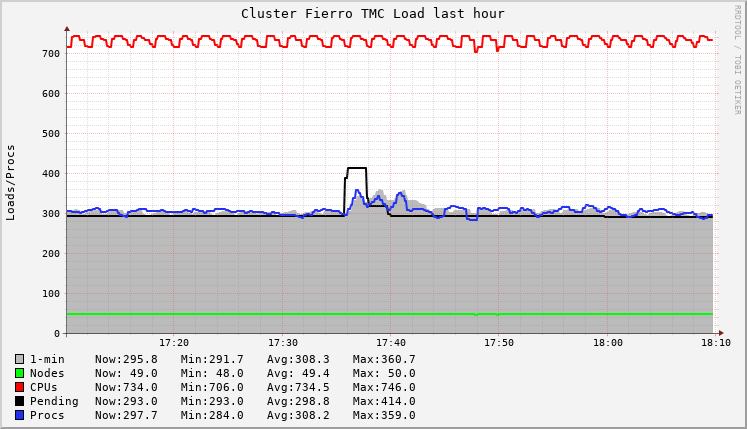 Cluster Fierro TMC Load last hour
RRDTOOL / TOBI OETIKER
Loads/Procs
700
600
500
400
300
200
100
0
17:20 17:30 17:40 17:50 18:00 18:10
1-min Now:295.8 Min:291.7 Avg:308.3 Max:360.7
Nodes Now: 49.0 Min: 48.0 Avg: 49.4 Max: 50.0
CPUs Now:734.0 Min:706.0 Avg:734.5 Max:746.0
Pending Now:293.0 Min:293.0 Avg:298.8 Max:414.0
Procs Now:297.7 Min:284.0 Avg:308.2 Max:359.0